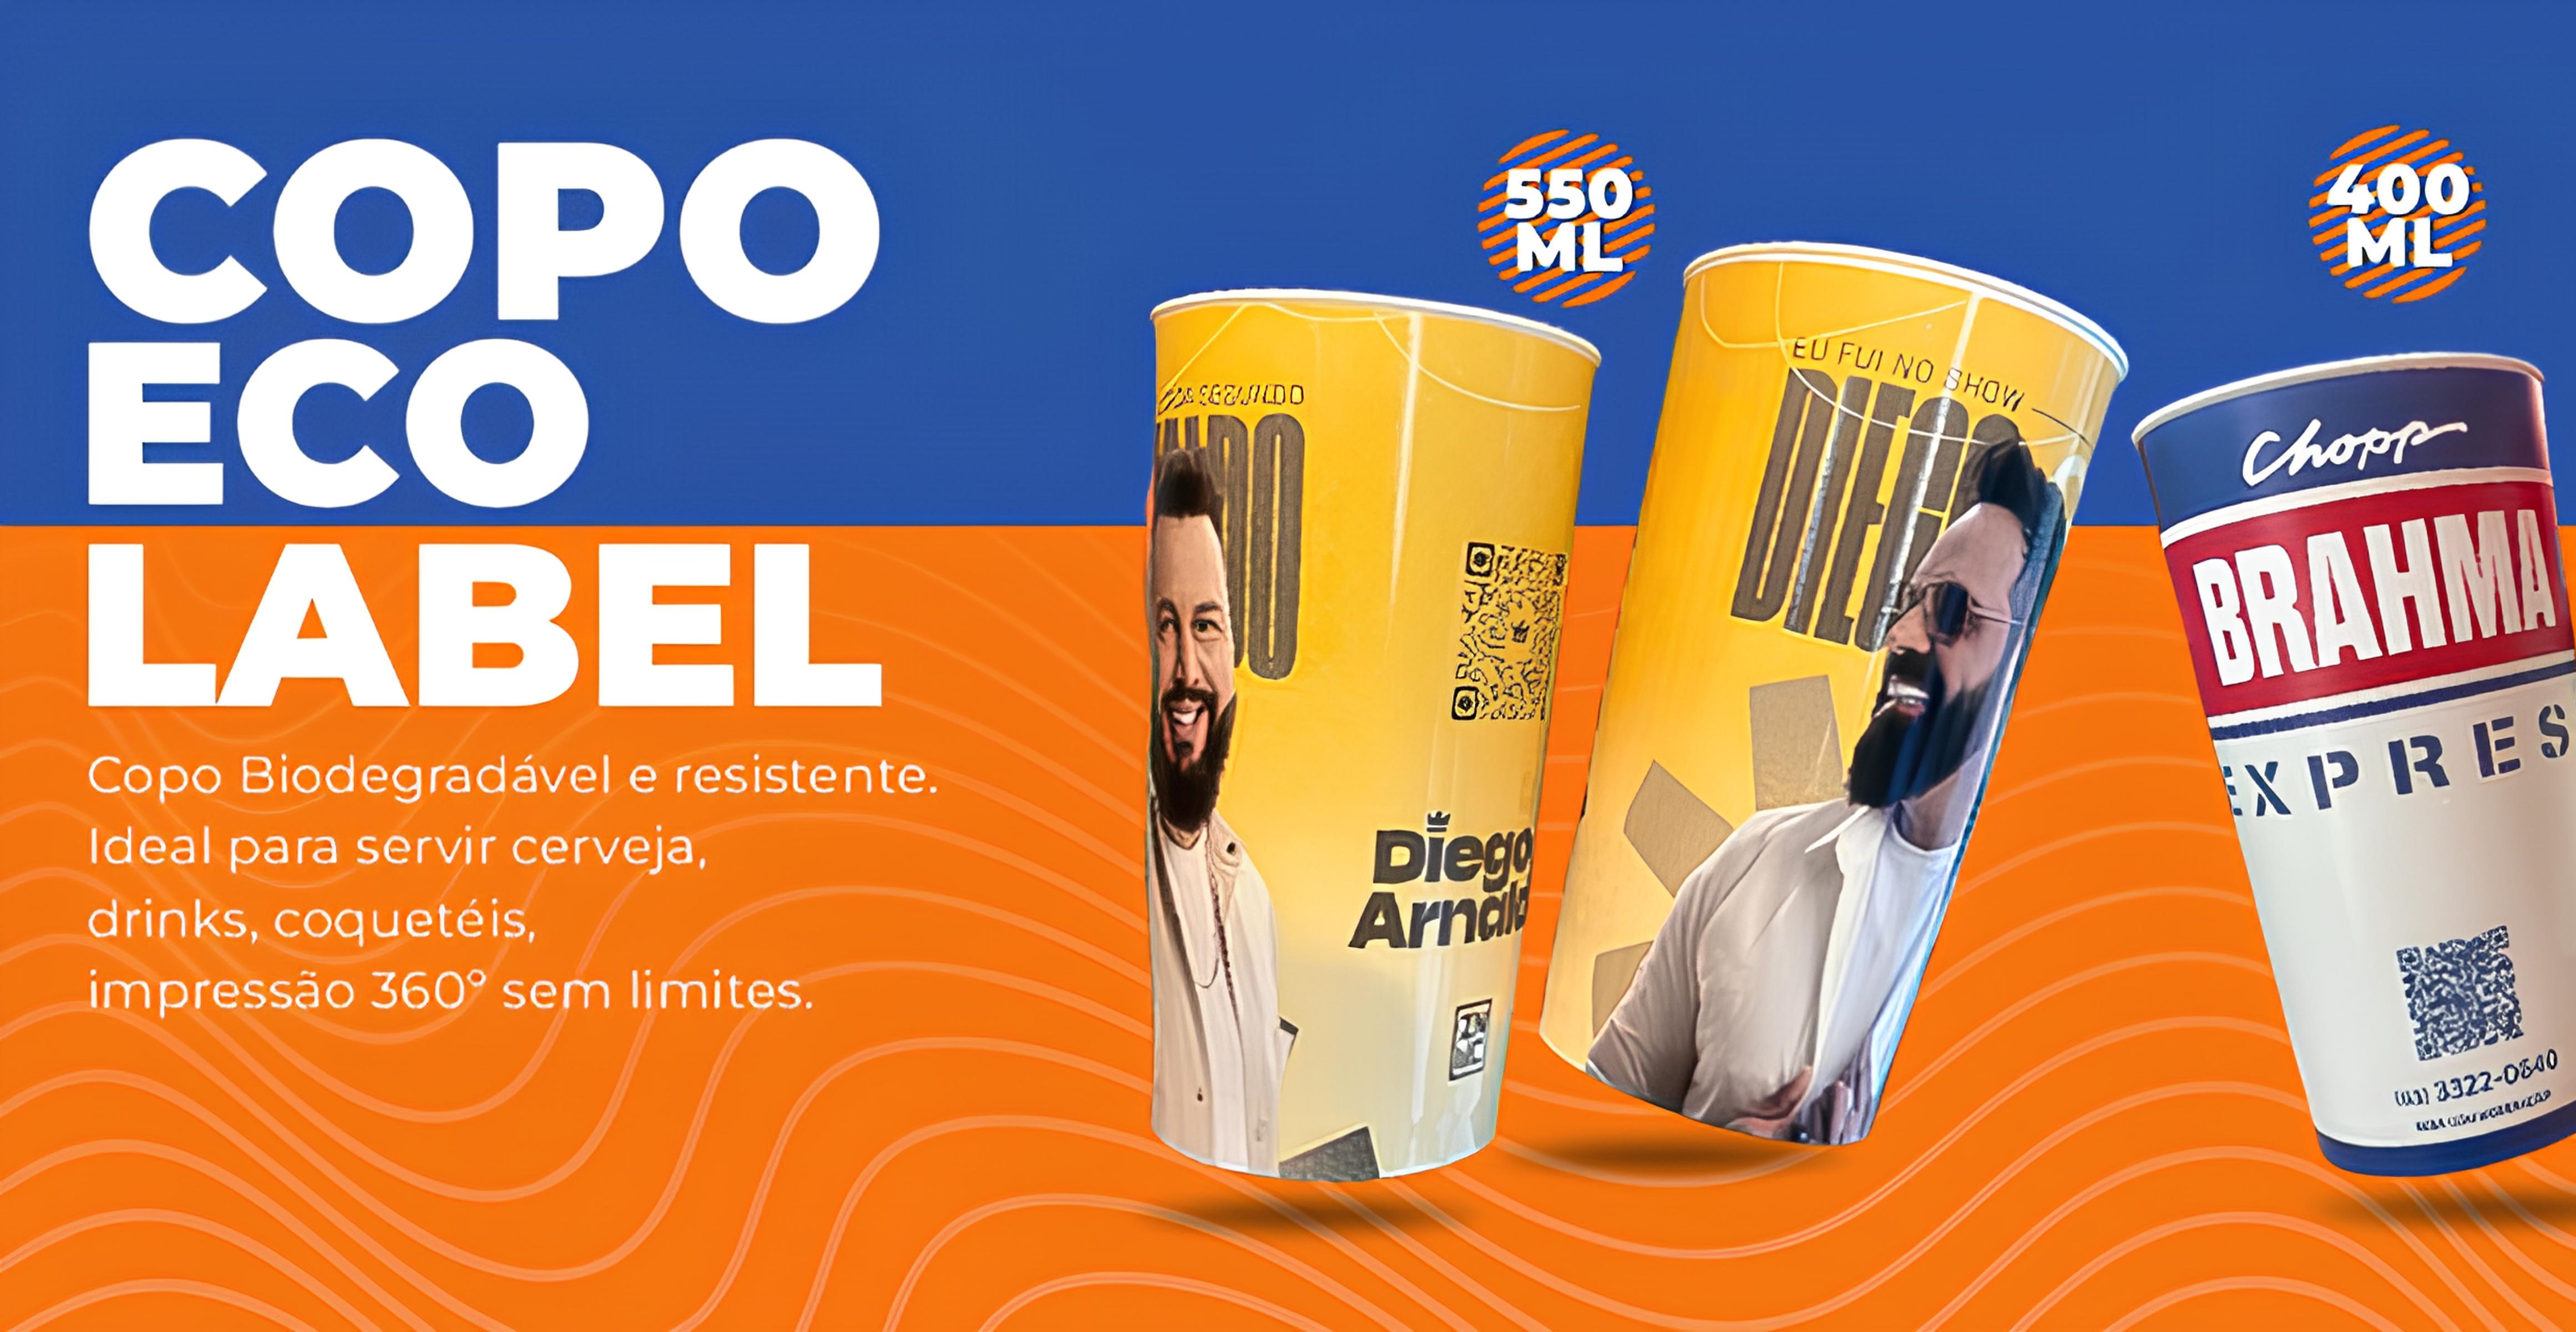 COPO
ECO
LABEL
Copo Biodegradável e resistente.
Ideal para servir cerveja,
drinks, coquetéis,
impressão 360° sem limites.
550
ML
400
ML
Diego
Arnald
EU FUI NO SHOW
DIEGO
Chopp
BRAHMA
EXPRES